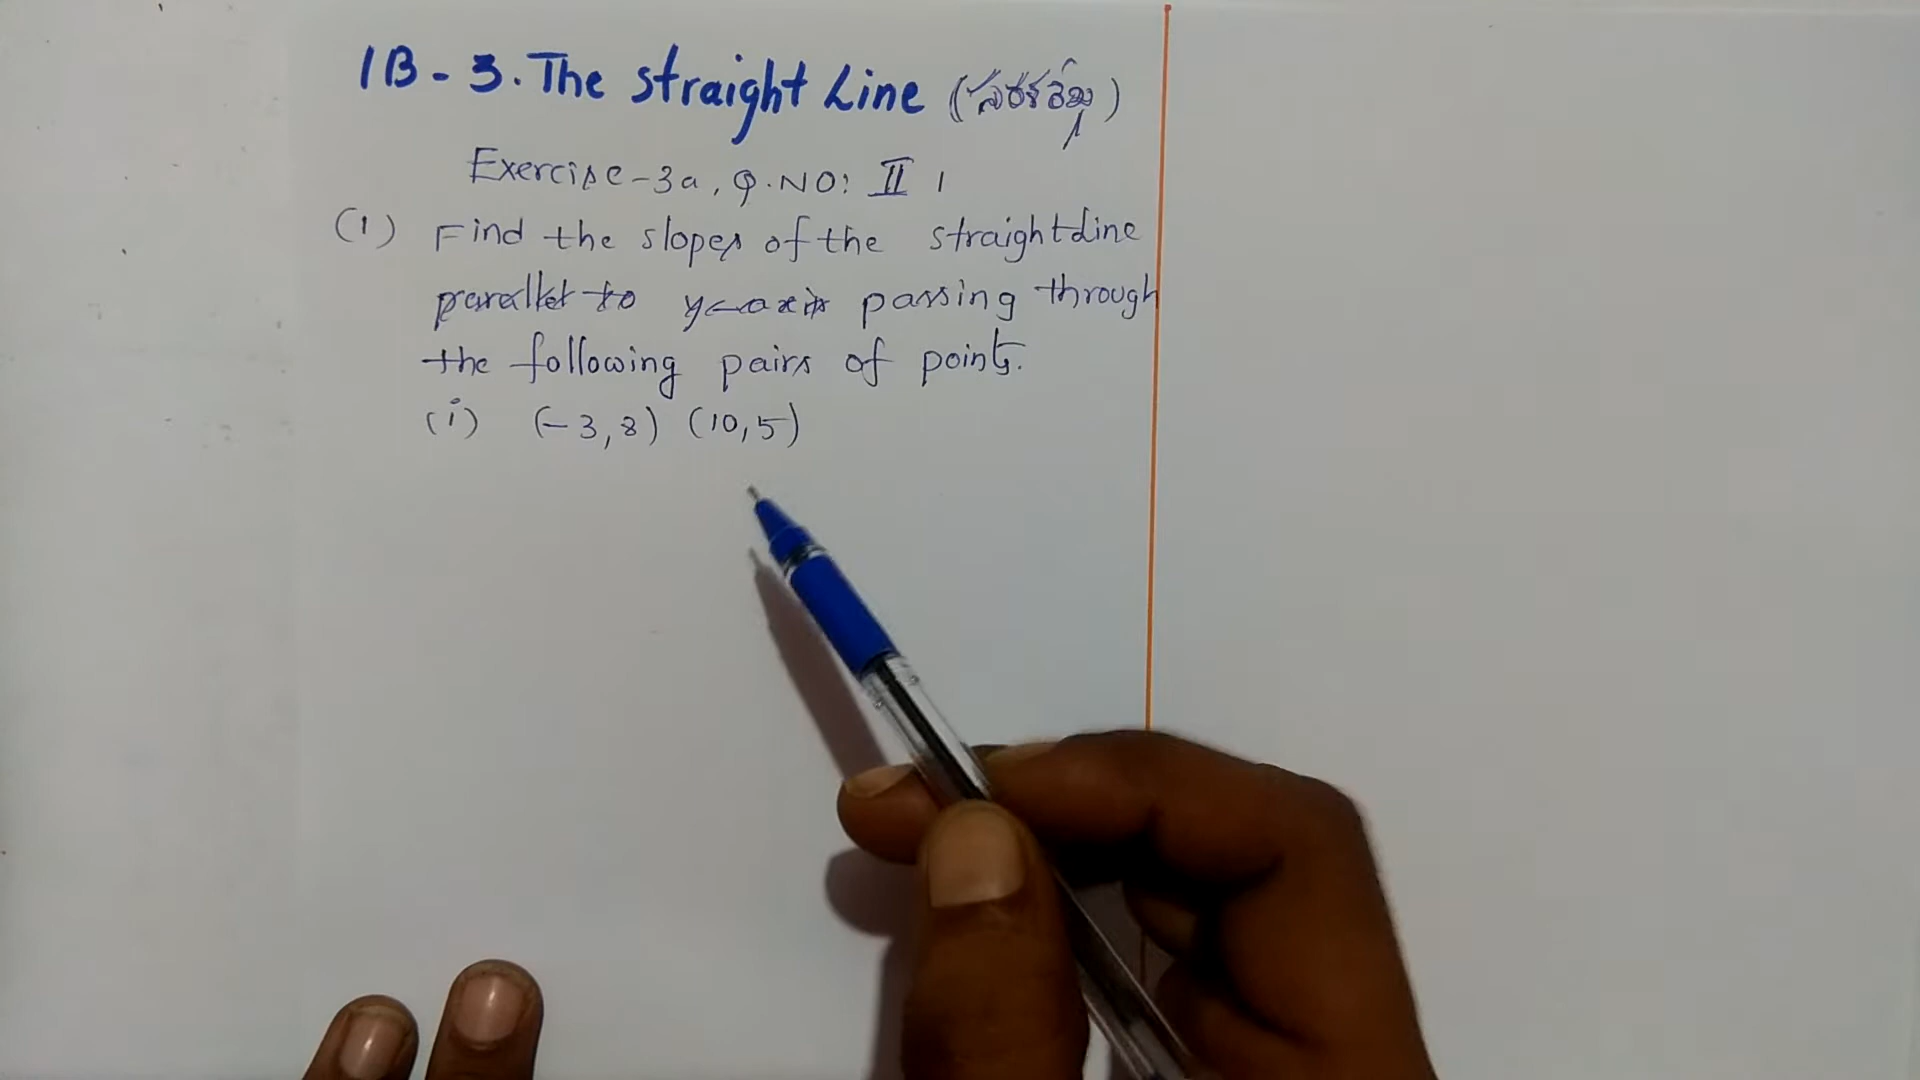 1B - 3. The straight Line (సరళరేఖ)
Exercise-3a, Q.NO: II 1
(1) Find the slopes of the straight Line
parallel to y-axis passing through
the following pairs of points.
(i) (-3,8) (10,5)